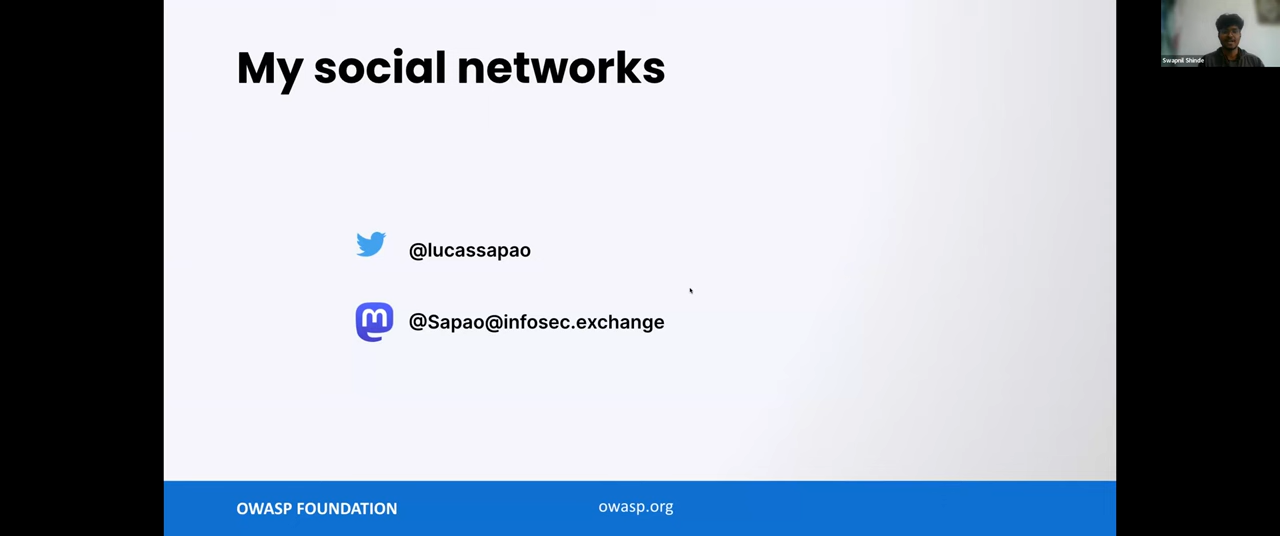 My social networks
@lucassapao
@Sapao@infosec.exchange
OWASP FOUNDATION
owasp.org
Swapnil Shinde